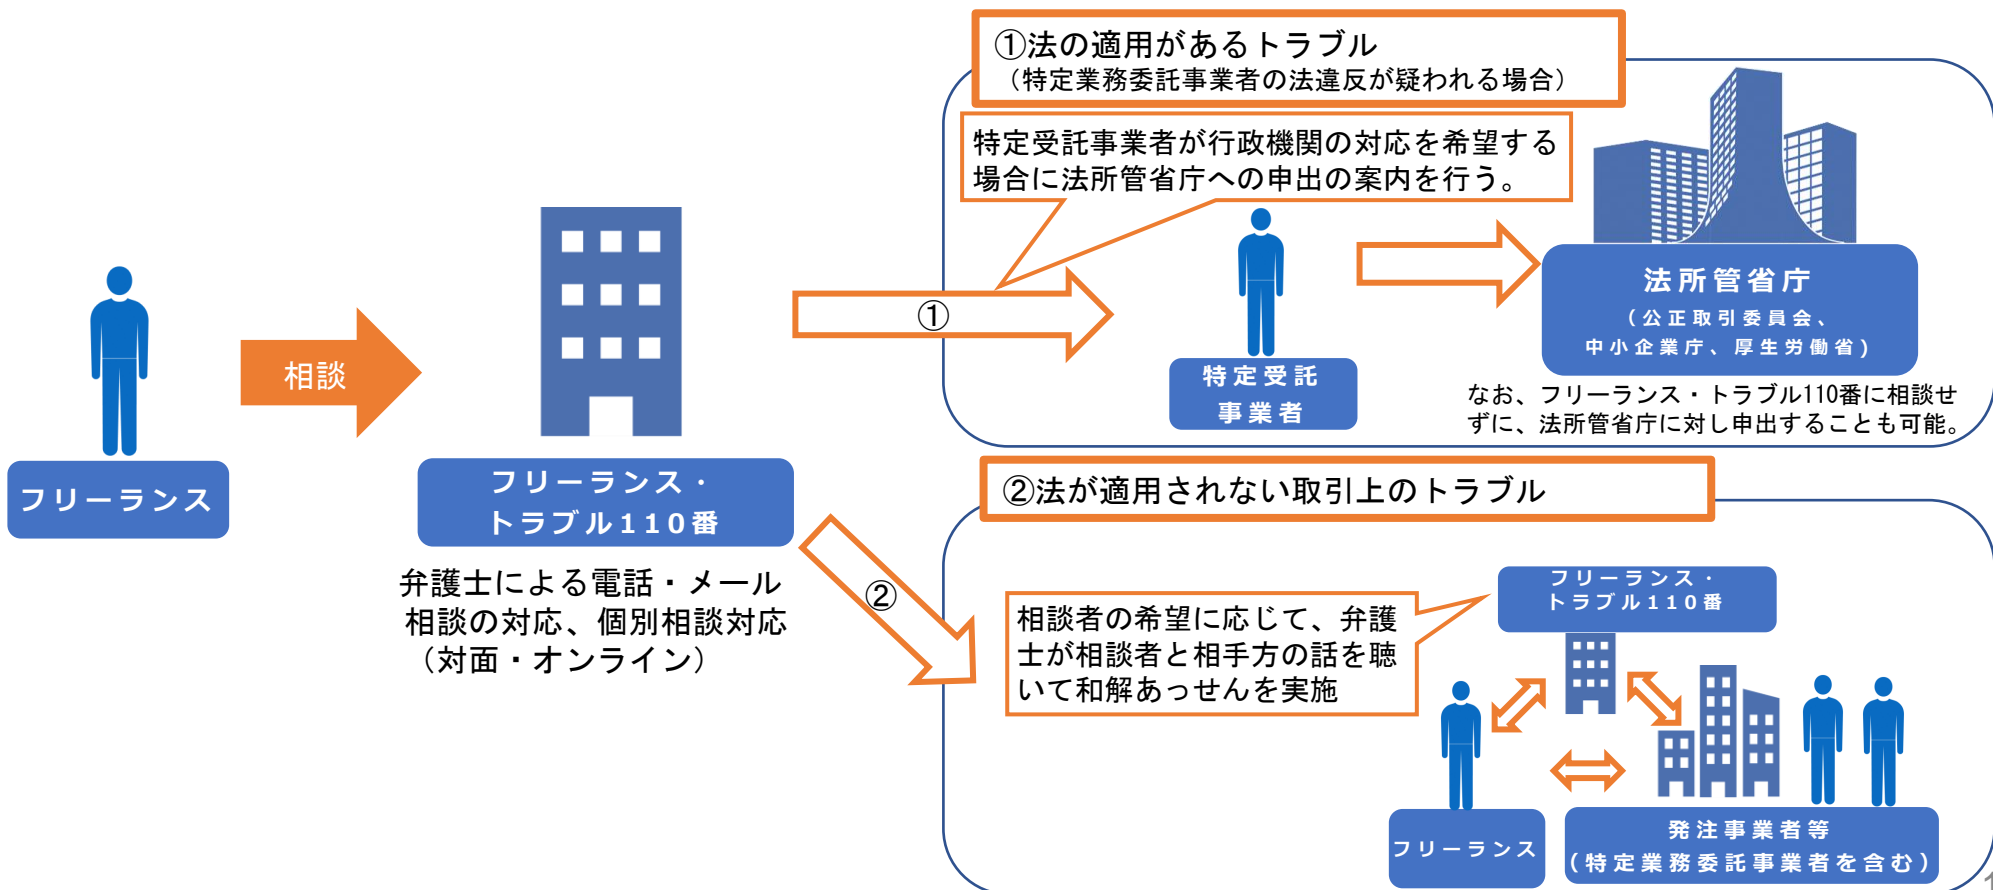 ①法の適用があるトラブル
（特定業務委託事業者の法違反が疑われる場合）
特定受託事業者が行政機関の対応を希望する
場合に法所管省庁への申出の案内を行う。
相談
①
法所管省庁
（公正取引委員会、
中小企業庁、厚生労働省）
特定受託
事業者
なお、フリーランス・トラブル110番に相談せ
ずに、法所管省庁に対し申出することも可能。
フリーランス
フリーランス・
トラブル110番
弁護士による電話・メール
相談の対応、個別相談対応
（対面・オンライン）
②
②法が適用されない取引上のトラブル
相談者の希望に応じて、弁護
士が相談者と相手方の話を聴
いて和解あっせんを実施
フリーランス・
トラブル110番
フリーランス
発注事業者等
（特定業務委託事業者を含む）